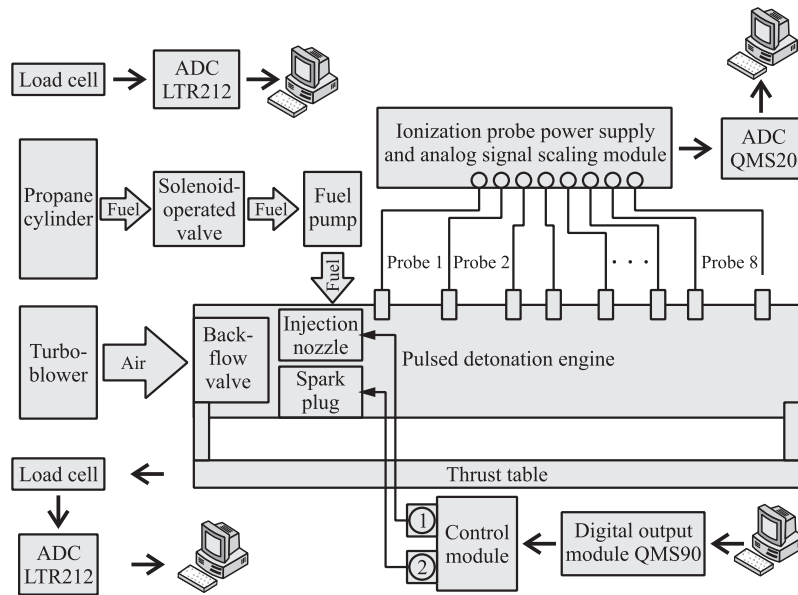 Load cell
ADC
LTR212
Ionization probe power supply
and analog signal scaling module
ADC
QMS20
Propane
cylinder
Fuel
Solenoid-
operated
valve
Fuel
Fuel
pump
Fuel
Probe 1
Probe 2
. . .
Probe 8
Turbo-
blower
Air
Back-
flow
valve
Injection
nozzle
Spark
plug
Pulsed detonation engine
Thrust table
Load cell
ADC
LTR212
1
2
Control
module
Digital output
module QMS90